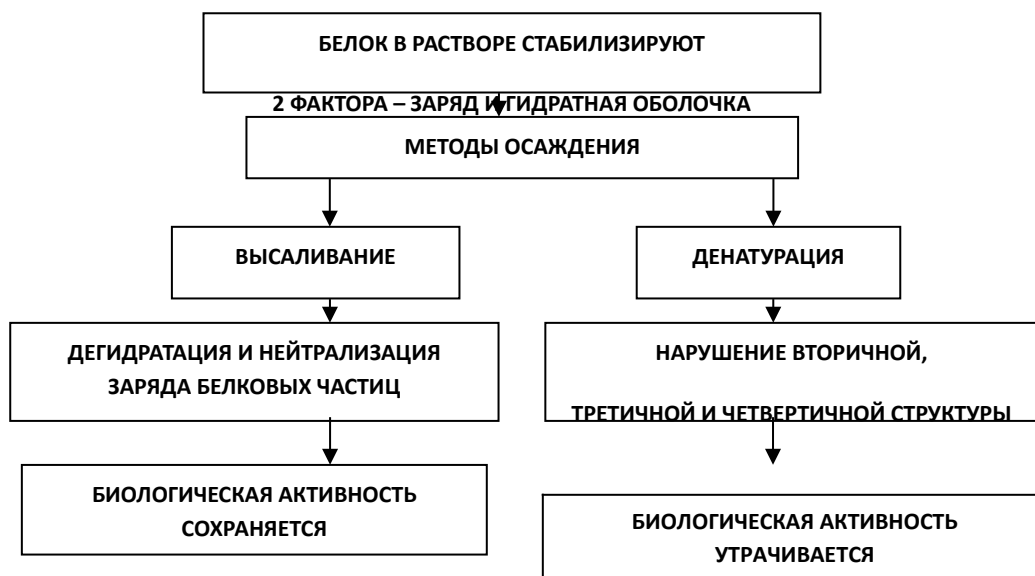 БЕЛОК В РАСТВОРЕ СТАБИЛИЗИРУЮТ
2 ФАКТОРА – ЗАРЯД И ГИДРАТНАЯ ОБОЛОЧКА
МЕТОДЫ ОСАЖДЕНИЯ
ВЫСАЛИВАНИЕ
ДЕНАТУРАЦИЯ
ДЕГИДРАТАЦИЯ И НЕЙТРАЛИЗАЦИЯ
ЗАРЯДА БЕЛКОВЫХ ЧАСТИЦ
НАРУШЕНИЕ ВТОРИЧНОЙ,
ТРЕТИЧНОЙ И ЧЕТВЕРТИЧНОЙ СТРУКТУРЫ
БИОЛОГИЧЕСКАЯ АКТИВНОСТЬ
СОХРАНЯЕТСЯ
БИОЛОГИЧЕСКАЯ АКТИВНОСТЬ
УТРАЧИВАЕТСЯ